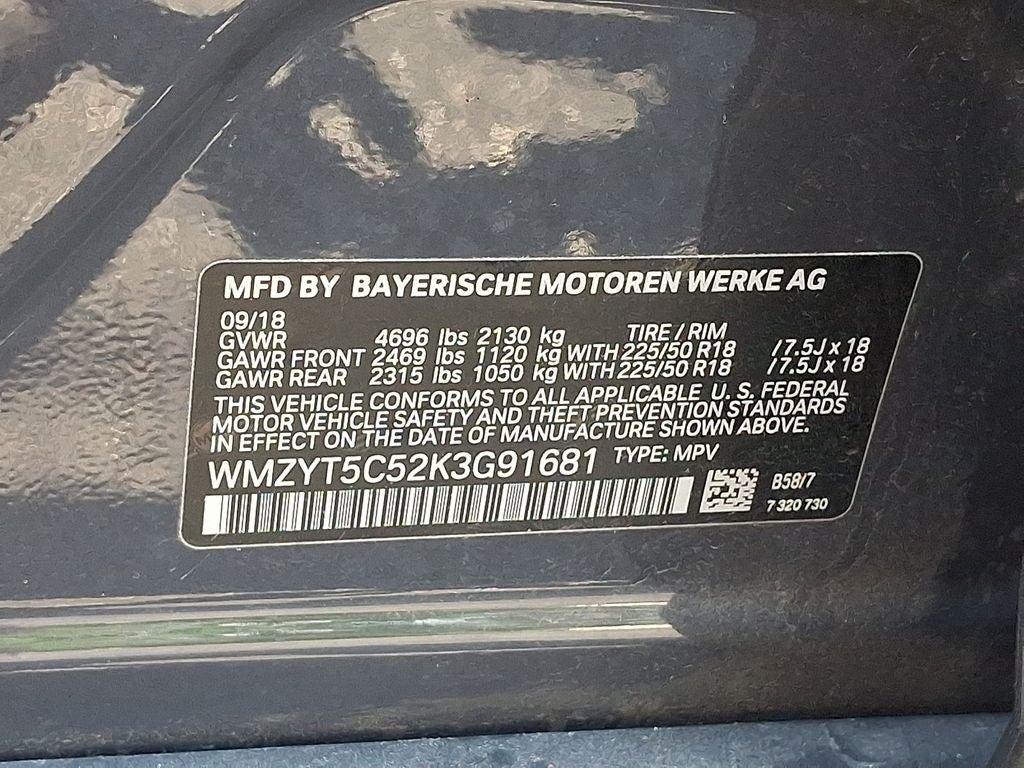 MFD BY BAYERISCHE MOTOREN WERKE AG
09/18
GVWR 4696 lbs 2130 kg TIRE / RIM
GAWR FRONT 2469 lbs 1120 kg WITH 225/50 R18 / 7.5J x 18
GAWR REAR 2315 lbs 1050 kg WITH 225/50 R18 / 7.5J x 18
THIS VEHICLE CONFORMS TO ALL APPLICABLE U. S. FEDERAL
MOTOR VEHICLE SAFETY AND THEFT PREVENTION STANDARDS
IN EFFECT ON THE DATE OF MANUFACTURE SHOWN ABOVE.
WMZYT5C52K3G91681 TYPE: MPV
B58/7
7 320 730